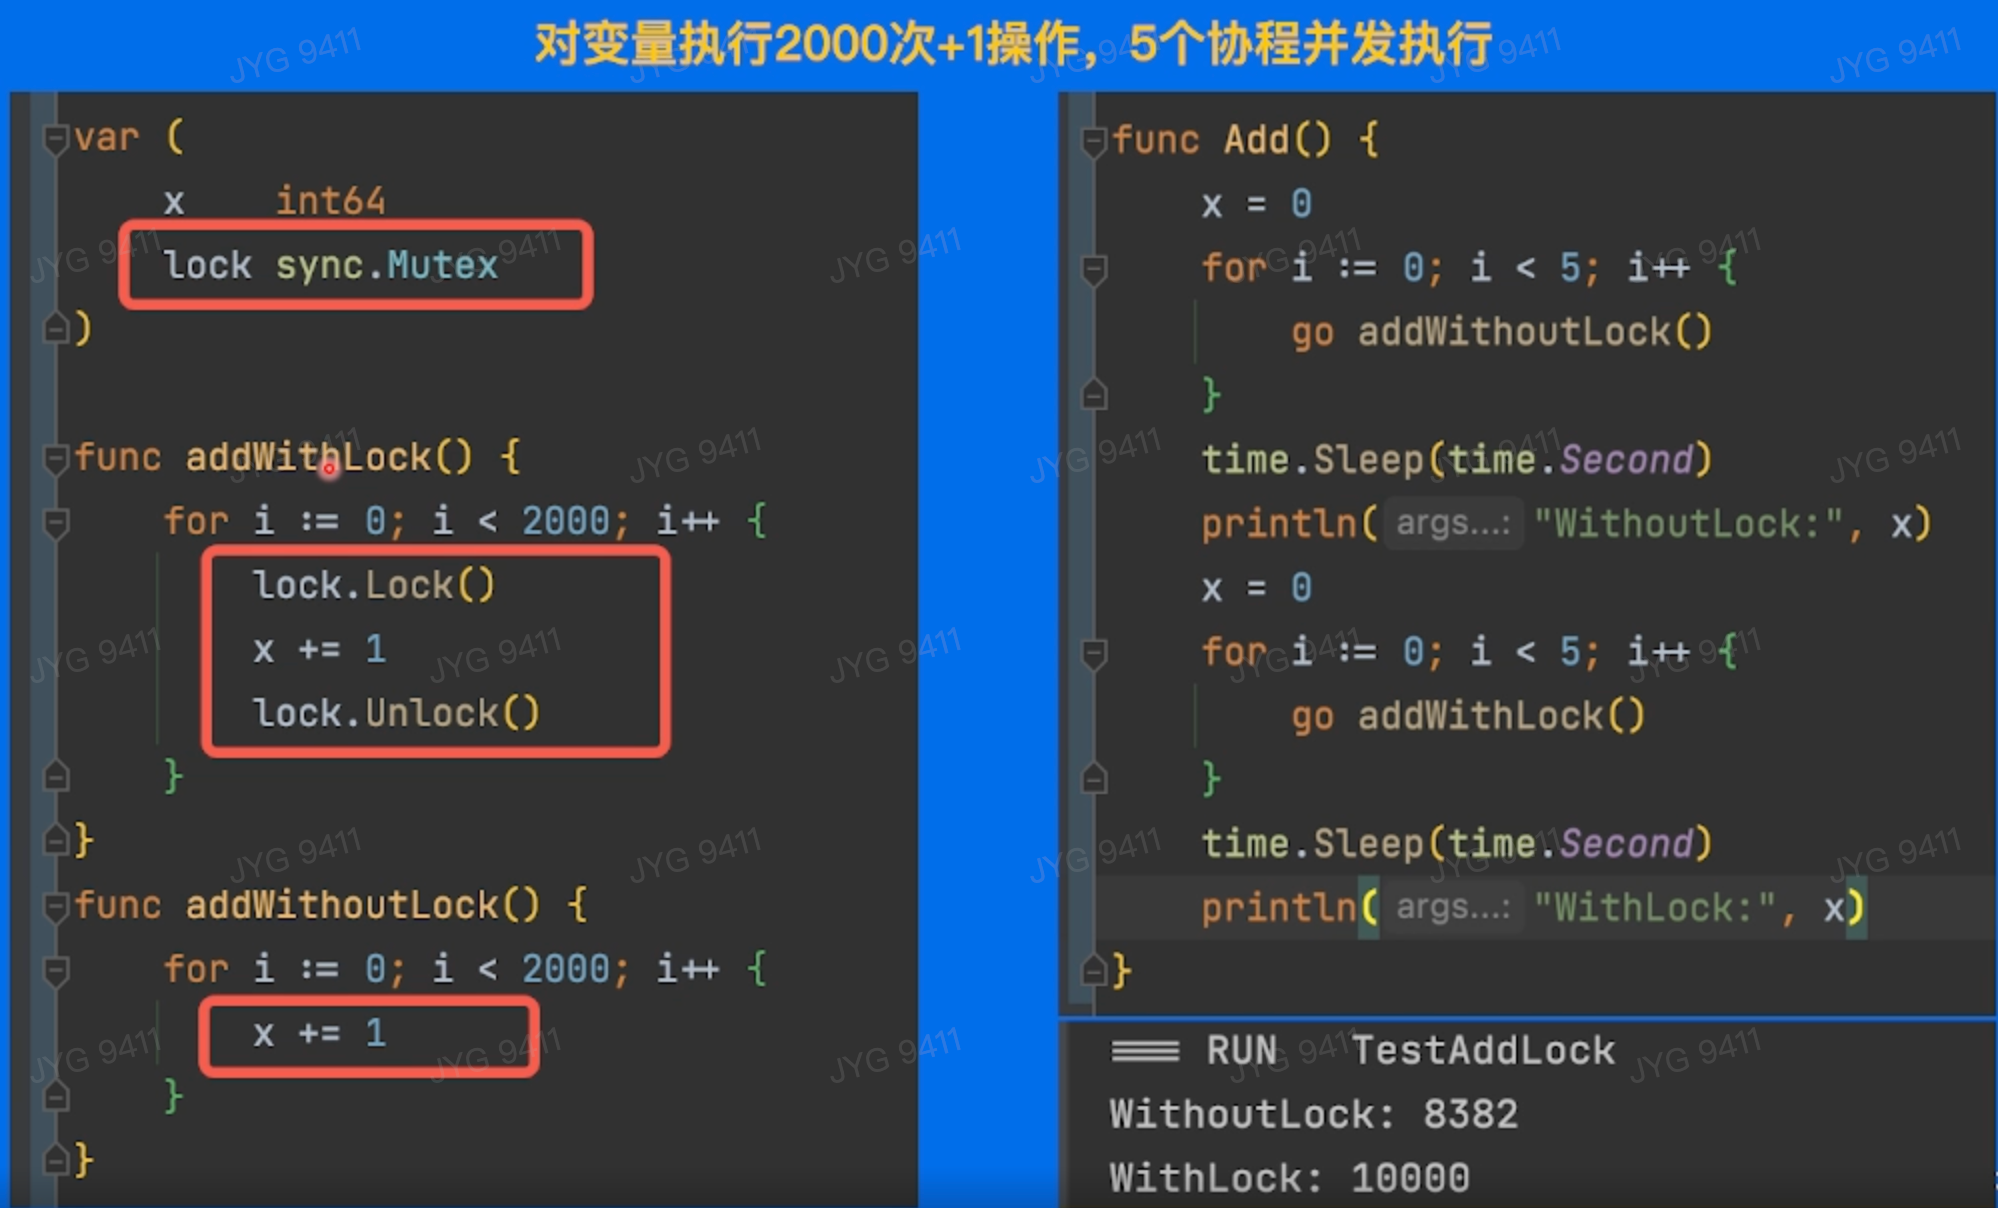 对变量执行2000次+1操作，5个协程并发执行
var (
x    int64
lock sync.Mutex
)
func addWithLock() {
for i := 0; i < 2000; i++ {
lock.Lock()
x += 1
lock.Unlock()
}
}
func addWithoutLock() {
for i := 0; i < 2000; i++ {
x += 1
}
}
func Add() {
x = 0
for i := 0; i < 5; i++ {
go addWithoutLock()
}
time.Sleep(time.Second)
println( args...: "WithoutLock:", x)
x = 0
for i := 0; i < 5; i++ {
go addWithLock()
}
time.Sleep(time.Second)
println( args...: "WithLock:", x)
}
=== RUN   TestAddLock
WithoutLock: 8382
WithLock: 10000
JYG 9411